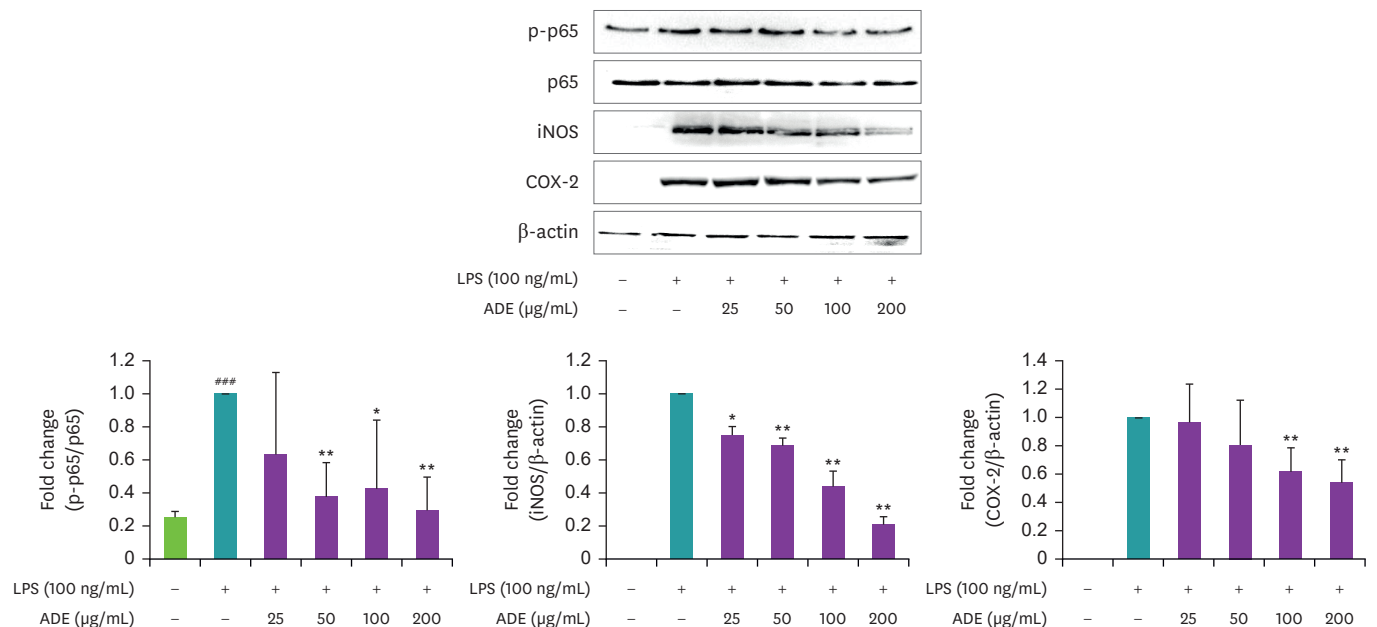 p-p65
p65
iNOS
COX-2
β-actin
LPS (100 ng/mL) – + + + + +
ADE (µg/mL) – – 25 50 100 200
Fold change
(p-p65/p65)
1.2
1.0
0.8
0.6
0.4
0.2
0
###
**
*
**
LPS (100 ng/mL) – + + + + +
ADE (µg/mL) – – 25 50 100 200
Fold change
(iNOS/β-actin)
1.2
1.0
0.8
0.6
0.4
0.2
0
*
**
**
**
LPS (100 ng/mL) – + + + + +
ADE (µg/mL) – – 25 50 100 200
Fold change
(COX-2/β-actin)
1.4
1.2
1.0
0.8
0.6
0.4
0.2
0
**
**
LPS (100 ng/mL) – + + + + +
ADE (µg/mL) – – 25 50 100 200